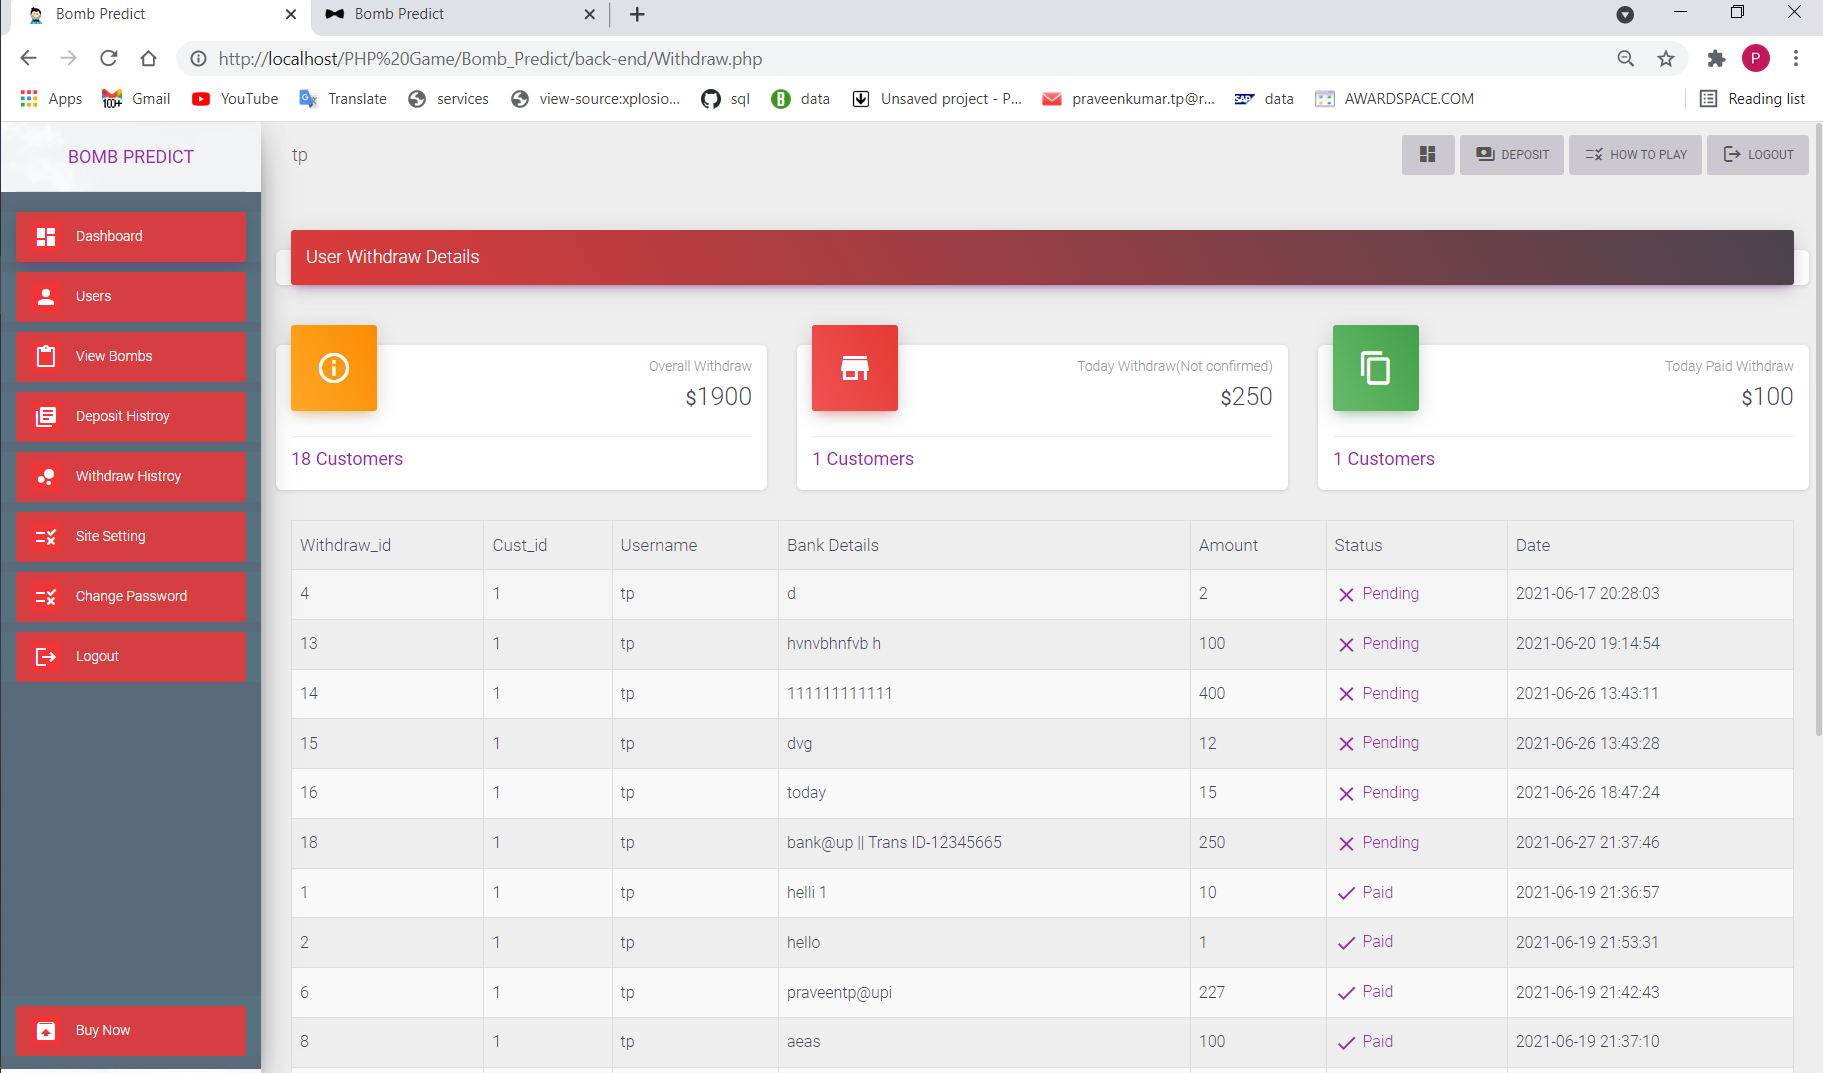 Bomb Predict
Bomb Predict
http://localhost/PHP%20Game/Bomb_Predict/back-end/Withdraw.php
P
Apps
100+
Gmail
YouTube
Translate
services
view-source:xplosio...
sql
data
Unsaved project - P...
praveenkumar.tp@r...
SAP
data
AWARDSPACE.COM
Reading list
BOMB PREDICT
Dashboard
Users
View Bombs
Deposit Histroy
Withdraw Histroy
Site Setting
Change Password
Logout
Buy Now
tp
DEPOSIT
HOW TO PLAY
LOGOUT
User Withdraw Details
Overall Withdraw
$1900
18 Customers
Today Withdraw(Not confirmed)
$250
1 Customers
Today Paid Withdraw
$100
1 Customers
Withdraw_id Cust_id Username Bank Details Amount Status Date
4 1 tp d 2 Pending 2021-06-17 20:28:03
13 1 tp hvnvbhnfvb h 100 Pending 2021-06-20 19:14:54
14 1 tp 111111111111 400 Pending 2021-06-26 13:43:11
15 1 tp dvg 12 Pending 2021-06-26 13:43:28
16 1 tp today 15 Pending 2021-06-26 18:47:24
18 1 tp bank@up || Trans ID-12345665 250 Pending 2021-06-27 21:37:46
1 1 tp helli 1 10 Paid 2021-06-19 21:36:57
2 1 tp hello 1 Paid 2021-06-19 21:53:31
6 1 tp praveentp@upi 227 Paid 2021-06-19 21:42:43
8 1 tp aeas 100 Paid 2021-06-19 21:37:10